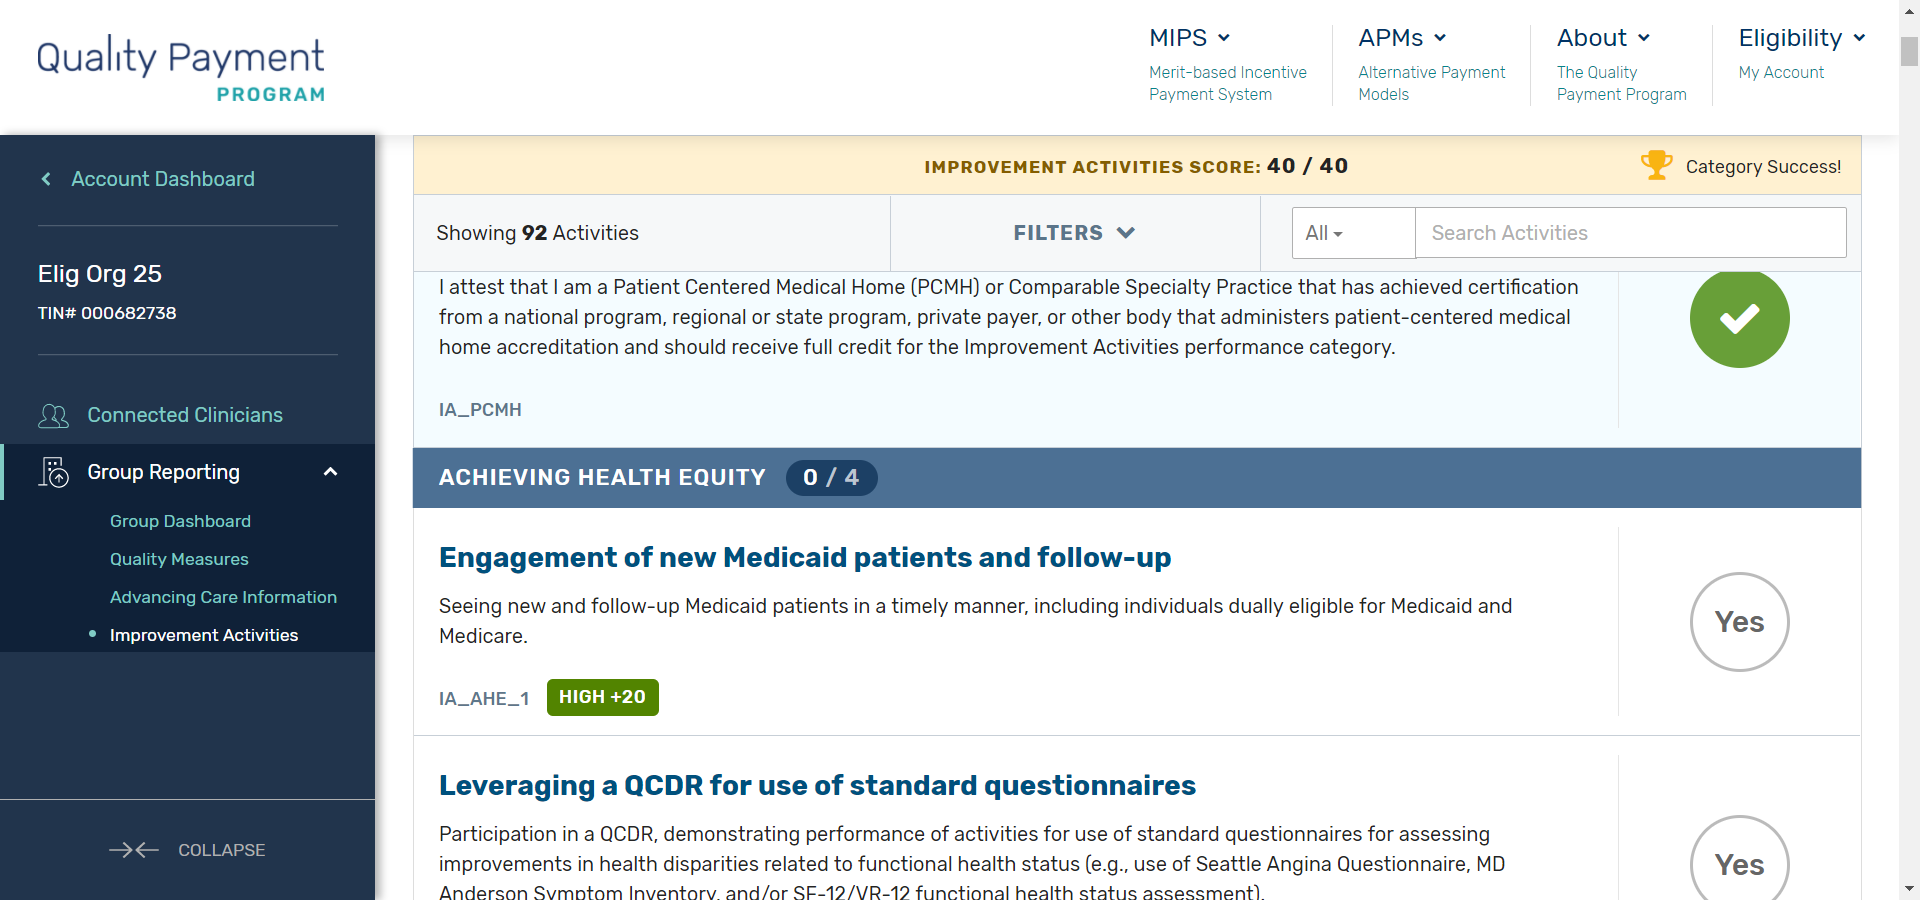 Quality Payment
PROGRAM
MIPS
Merit-based Incentive
Payment System
APMs
Alternative Payment
Models
About
The Quality
Payment Program
Eligibility
My Account
Account Dashboard
Elig Org 25
TIN# 000682738
Connected Clinicians
Group Reporting
Group Dashboard
Quality Measures
Advancing Care Information
Improvement Activities
COLLAPSE
IMPROVEMENT ACTIVITIES SCORE: 40 / 40
Category Success!
Showing 92 Activities
FILTERS
All
Search Activities
I attest that I am a Patient Centered Medical Home (PCMH) or Comparable Specialty Practice that has achieved certification
from a national program, regional or state program, private payer, or other body that administers patient-centered medical
home accreditation and should receive full credit for the Improvement Activities performance category.
IA_PCMH
ACHIEVING HEALTH EQUITY 0 / 4
Engagement of new Medicaid patients and follow-up
Seeing new and follow-up Medicaid patients in a timely manner, including individuals dually eligible for Medicaid and
Medicare.
Yes
IA_AHE_1 HIGH +20
Leveraging a QCDR for use of standard questionnaires
Participation in a QCDR, demonstrating performance of activities for use of standard questionnaires for assessing
improvements in health disparities related to functional health status (e.g., use of Seattle Angina Questionnaire, MD
Anderson Symptom Inventory, and/or SF-12/VR-12 functional health status assessment).
Yes